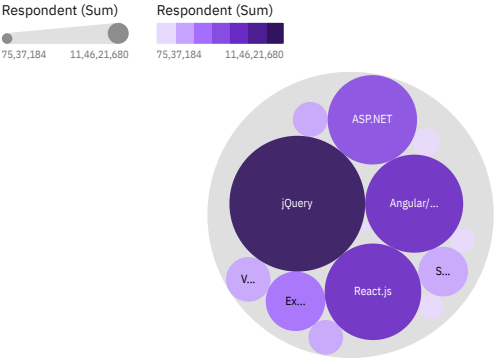 Respondent (Sum)
75,37,184 11,46,21,680
Respondent (Sum)
75,37,184 11,46,21,680
ASP.NET
jQuery
Angular/...
V...
Ex...
React.js
S...